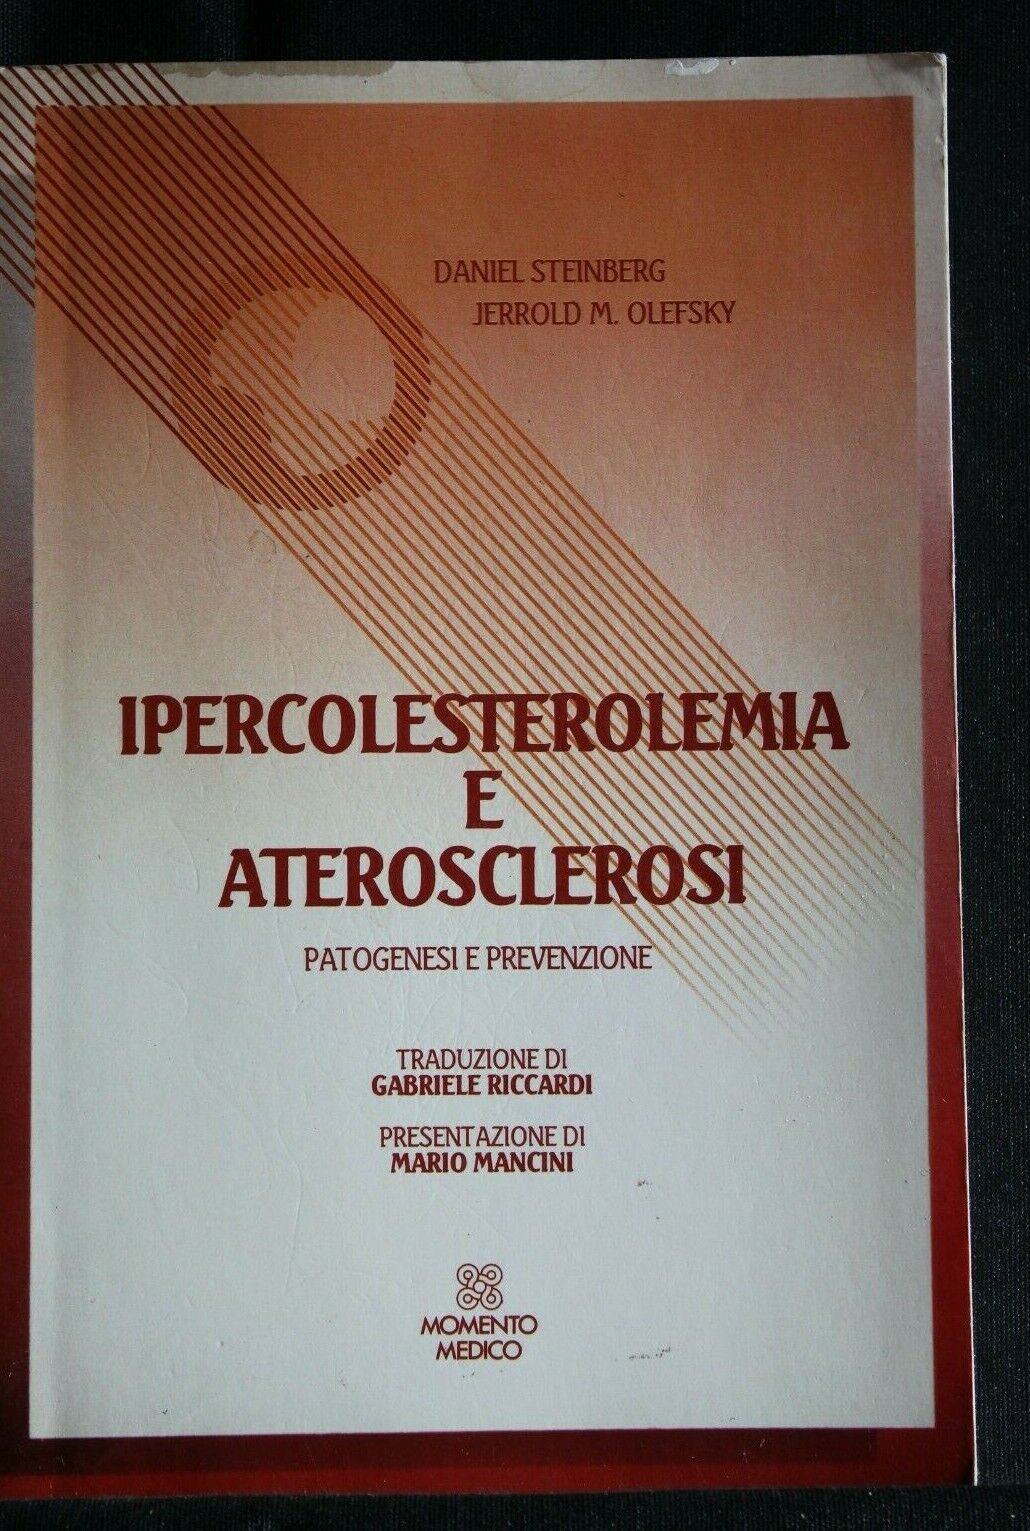 DANIEL STEINBERG
JERROLD M. OLEFSKY
IPERCOLESTEROLEMIA
E
ATEROSCLEROSI
PATOGENESI E PREVENZIONE
TRADUZIONE DI
GABRIELE RICCARDI
PRESENTAZIONE DI
MARIO MANCINI
MOMENTO
MEDICO